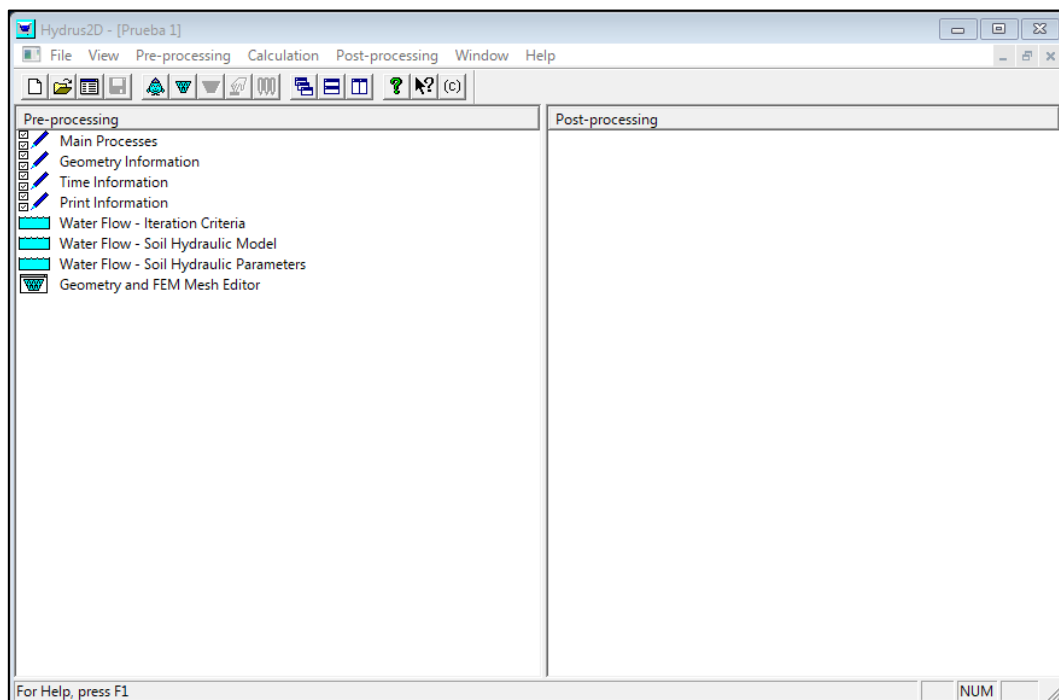 Hydrus2D - [Prueba 1]
File View Pre-processing Calculation Post-processing Window Help
? ? (c)
Pre-processing
Main Processes
Geometry Information
Time Information
Print Information
Water Flow - Iteration Criteria
Water Flow - Soil Hydraulic Model
Water Flow - Soil Hydraulic Parameters
Geometry and FEM Mesh Editor
Post-processing
For Help, press F1
NUM